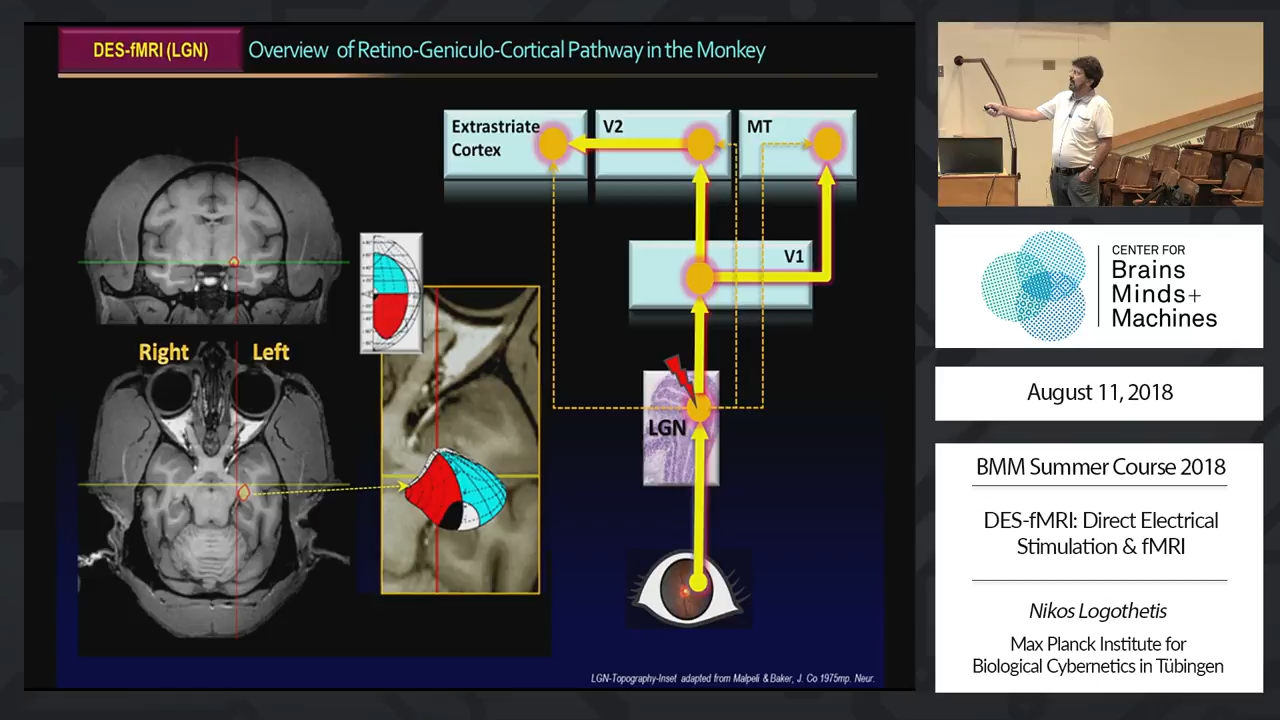 DES-fMRI (LGN)
Overview of Retino-Geniculo-Cortical Pathway in the Monkey
Extrastriate
Cortex
V2
MT
V1
Right
Left
LGN
LGN-Topography-Inset adapted from Malpeli & Baker, J. Co 1975mp. Neur.
CENTER FOR
Brains
Minds+
Machines
August 11, 2018
BMM Summer Course 2018
DES-fMRI: Direct Electrical
Stimulation & fMRI
Nikos Logothetis
Max Planck Institute for
Biological Cybernetics in Tübingen